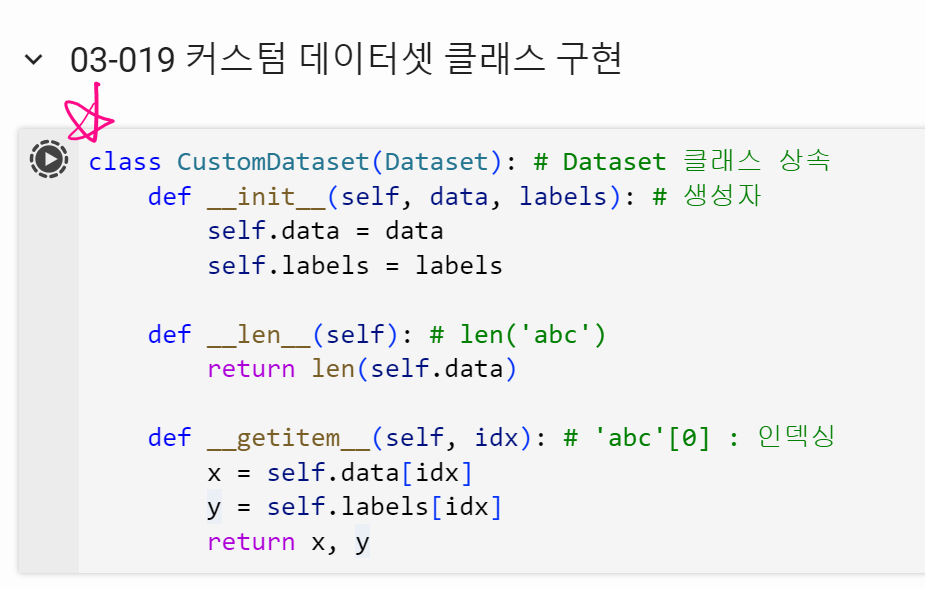 03-019 커스텀 데이터셋 클래스 구현
class CustomDataset(Dataset): # Dataset 클래스 상속
    def __init__(self, data, labels): # 생성자
        self.data = data
        self.labels = labels
    def __len__(self): # len('abc')
        return len(self.data)
    def __getitem__(self, idx): # 'abc'[0] : 인덱싱
        x = self.data[idx]
        y = self.labels[idx]
        return x, y